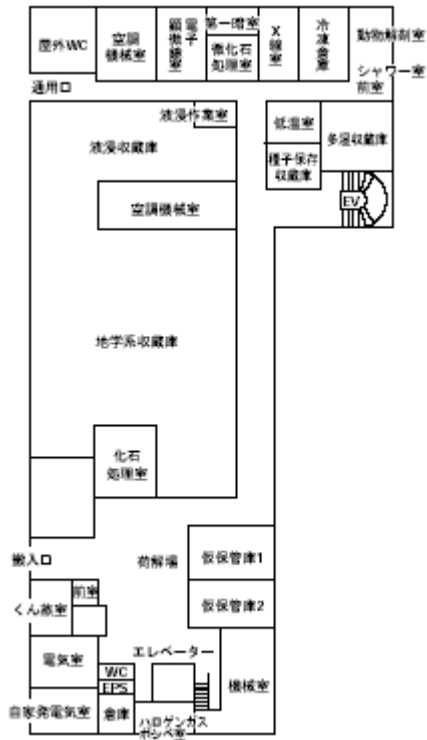 屋外WC
空調
機械室
電子
顕微鏡室
第一暗室
微化石
処理室
X線室
冷凍倉庫
動物解剖室
シャワー室
前室
通用口
液浸作業室
液浸収蔵庫
低温室
多湿収蔵庫
種子保存
収蔵庫
空調機械室
EV
地学系収蔵庫
化石
処理室
搬入口
荷解場
仮保管庫1
前室
くん蒸室
仮保管庫2
電気室
エレベーター
WC
EPS
機械室
自家発電気室
倉庫
ハロゲンガス
ボンベ室